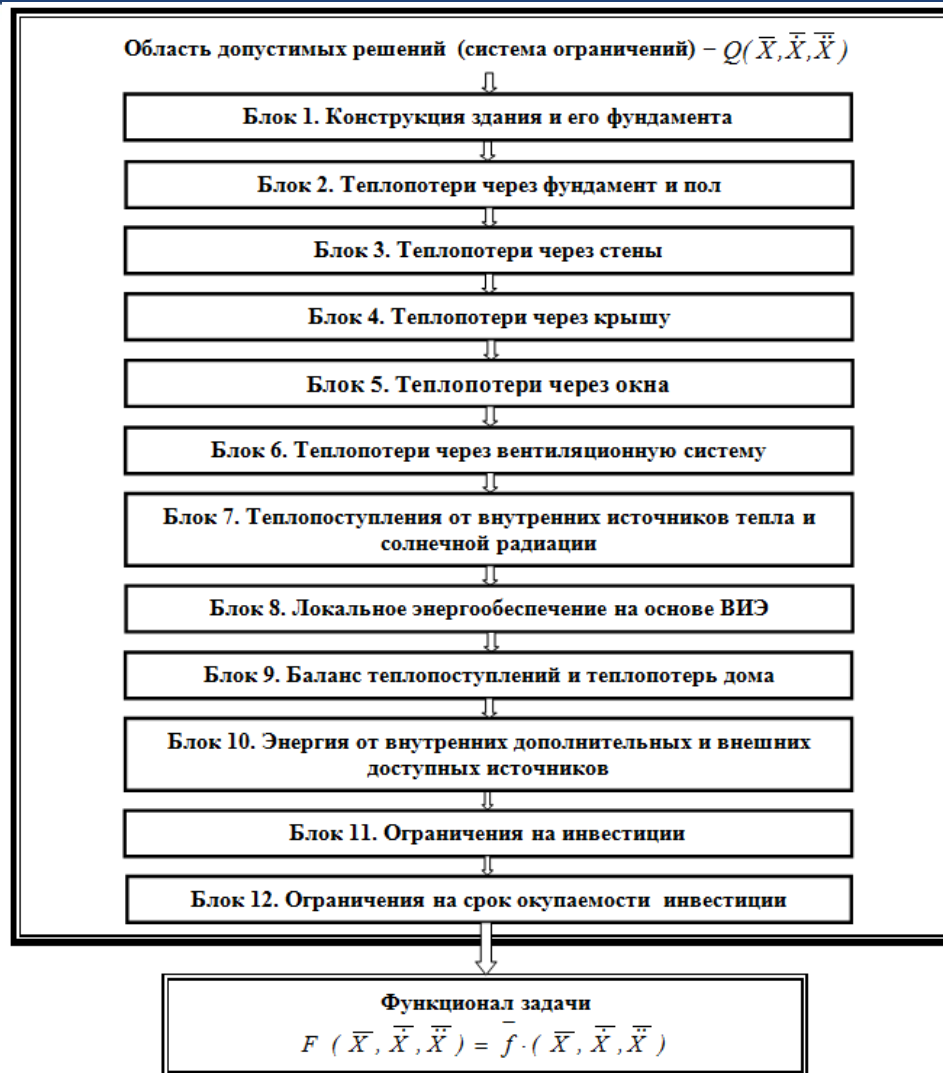 Область допустимых решений (система ограничений) – Q( X̅, Ẋ̅, Ẍ̅ )
Блок 1. Конструкция здания и его фундамента
Блок 2. Теплопотери через фундамент и пол
Блок 3. Теплопотери через стены
Блок 4. Теплопотери через крышу
Блок 5. Теплопотери через окна
Блок 6. Теплопотери через вентиляционную систему
Блок 7. Теплопоступления от внутренних источников тепла и
солнечной радиации
Блок 8. Локальное энергообеспечение на основе ВИЭ
Блок 9. Баланс теплопоступлений и теплопотерь дома
Блок 10. Энергия от внутренних дополнительных и внешних
доступных источников
Блок 11. Ограничения на инвестиции
Блок 12. Ограничения на срок окупаемости инвестиции
Функционал задачи
F ( X̅, Ẋ̅, Ẍ̅ ) = f̅ · ( X̅, Ẋ̅, Ẍ̅ )